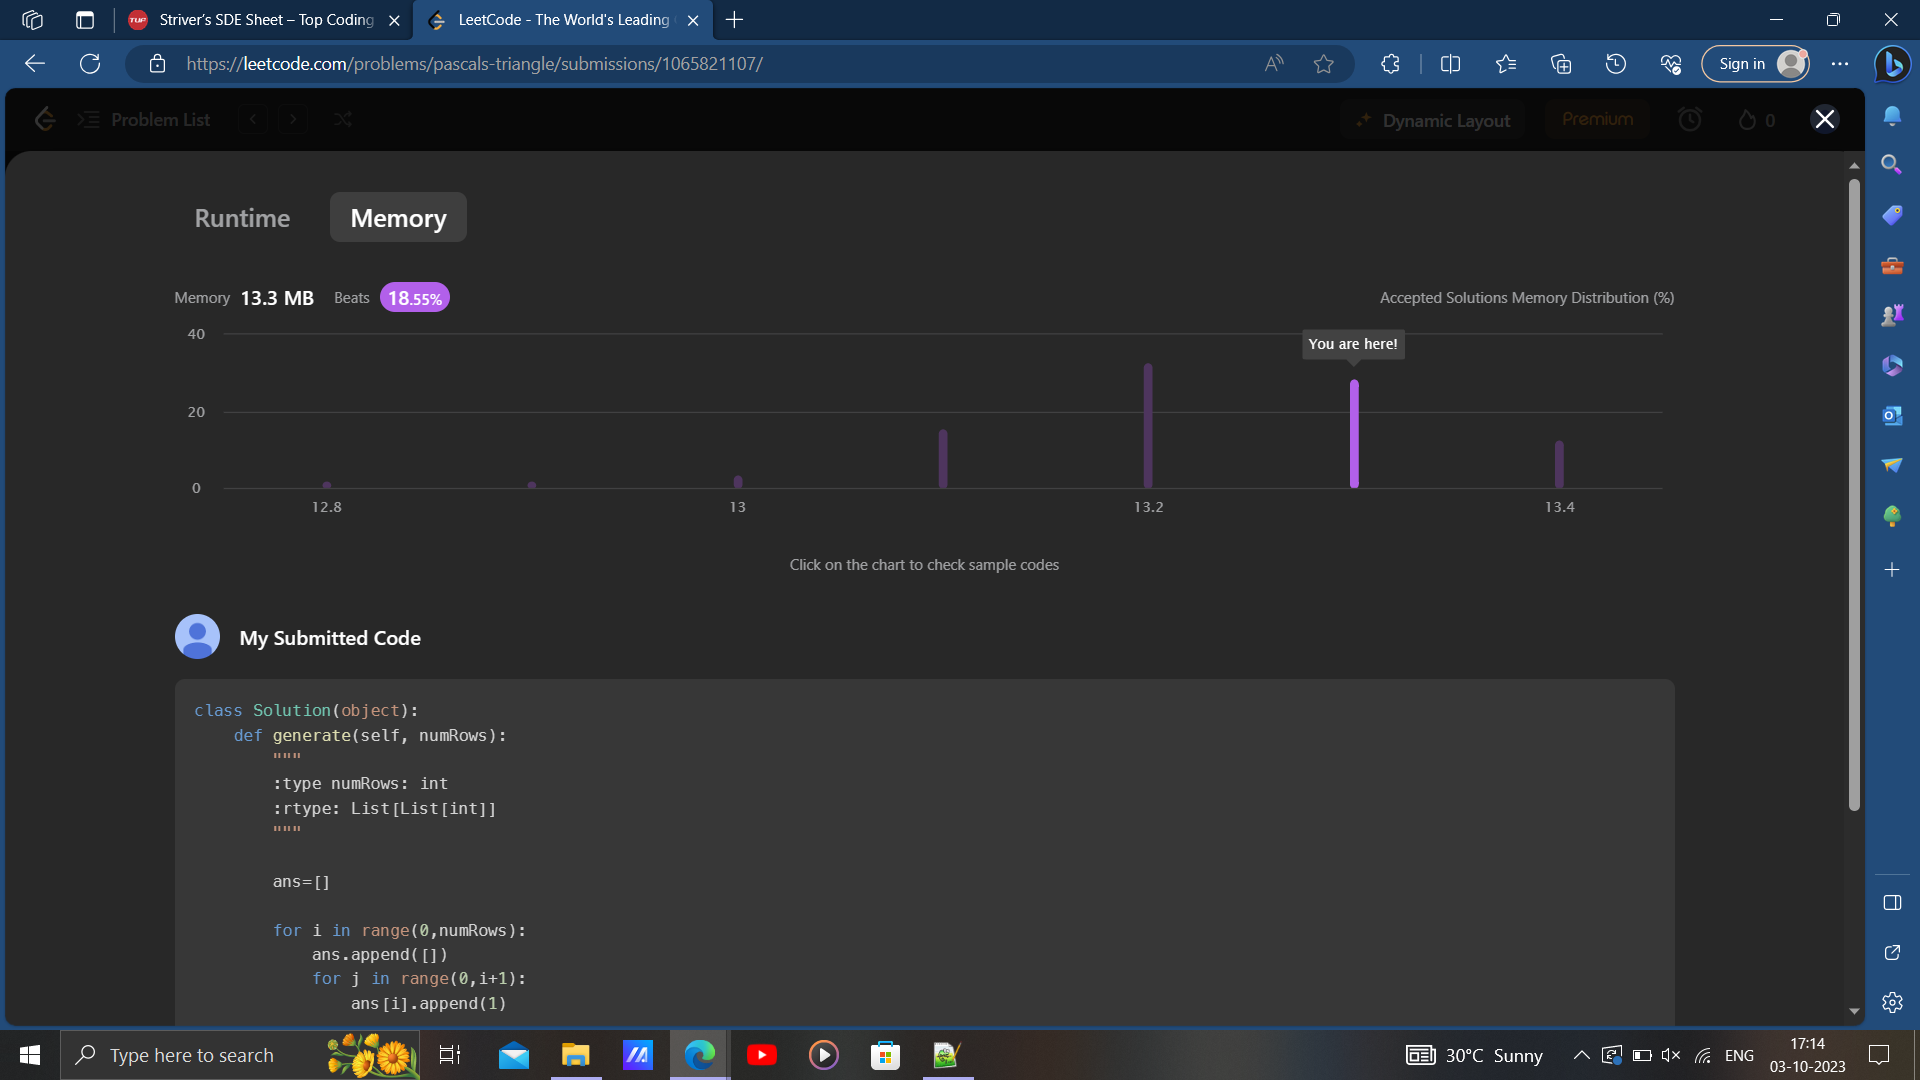 Striver's SDE Sheet – Top Coding
LeetCode - The World's Leading
https://leetcode.com/problems/pascals-triangle/submissions/1065821107/
Sign in
Problem List
Dynamic Layout
Premium
0
Runtime
Memory
Memory 13.3 MB Beats 18.55%
Accepted Solutions Memory Distribution (%)
40
You are here!
20
0
12.8
13
13.2
13.4
Click on the chart to check sample codes
My Submitted Code
class Solution(object):
def generate(self, numRows):
"""
:type numRows: int
:rtype: List[List[int]]
"""
ans=[]
for i in range(0,numRows):
ans.append([])
for j in range(0,i+1):
ans[i].append(1)
Type here to search
30°C Sunny
ENG
17:14
03-10-2023